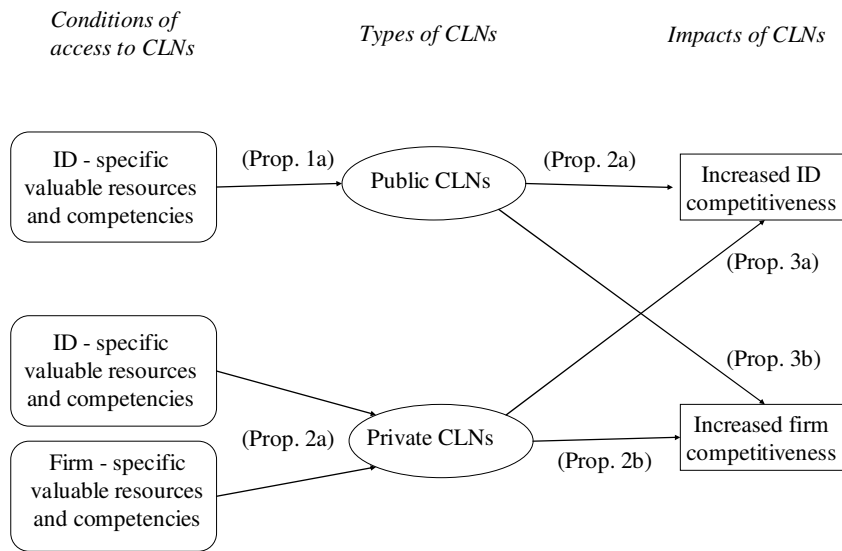 Conditions of
access to CLNs
Types of CLNs
Impacts of CLNs
ID - specific
valuable resources
and competencies
(Prop. 1a)
Public CLNs
(Prop. 2a)
Increased ID
competitiveness
(Prop. 3a)
ID - specific
valuable resources
and competencies
(Prop. 3b)
(Prop. 2a)
Private CLNs
(Prop. 2b)
Increased firm
competitiveness
Firm - specific
valuable resources
and competencies